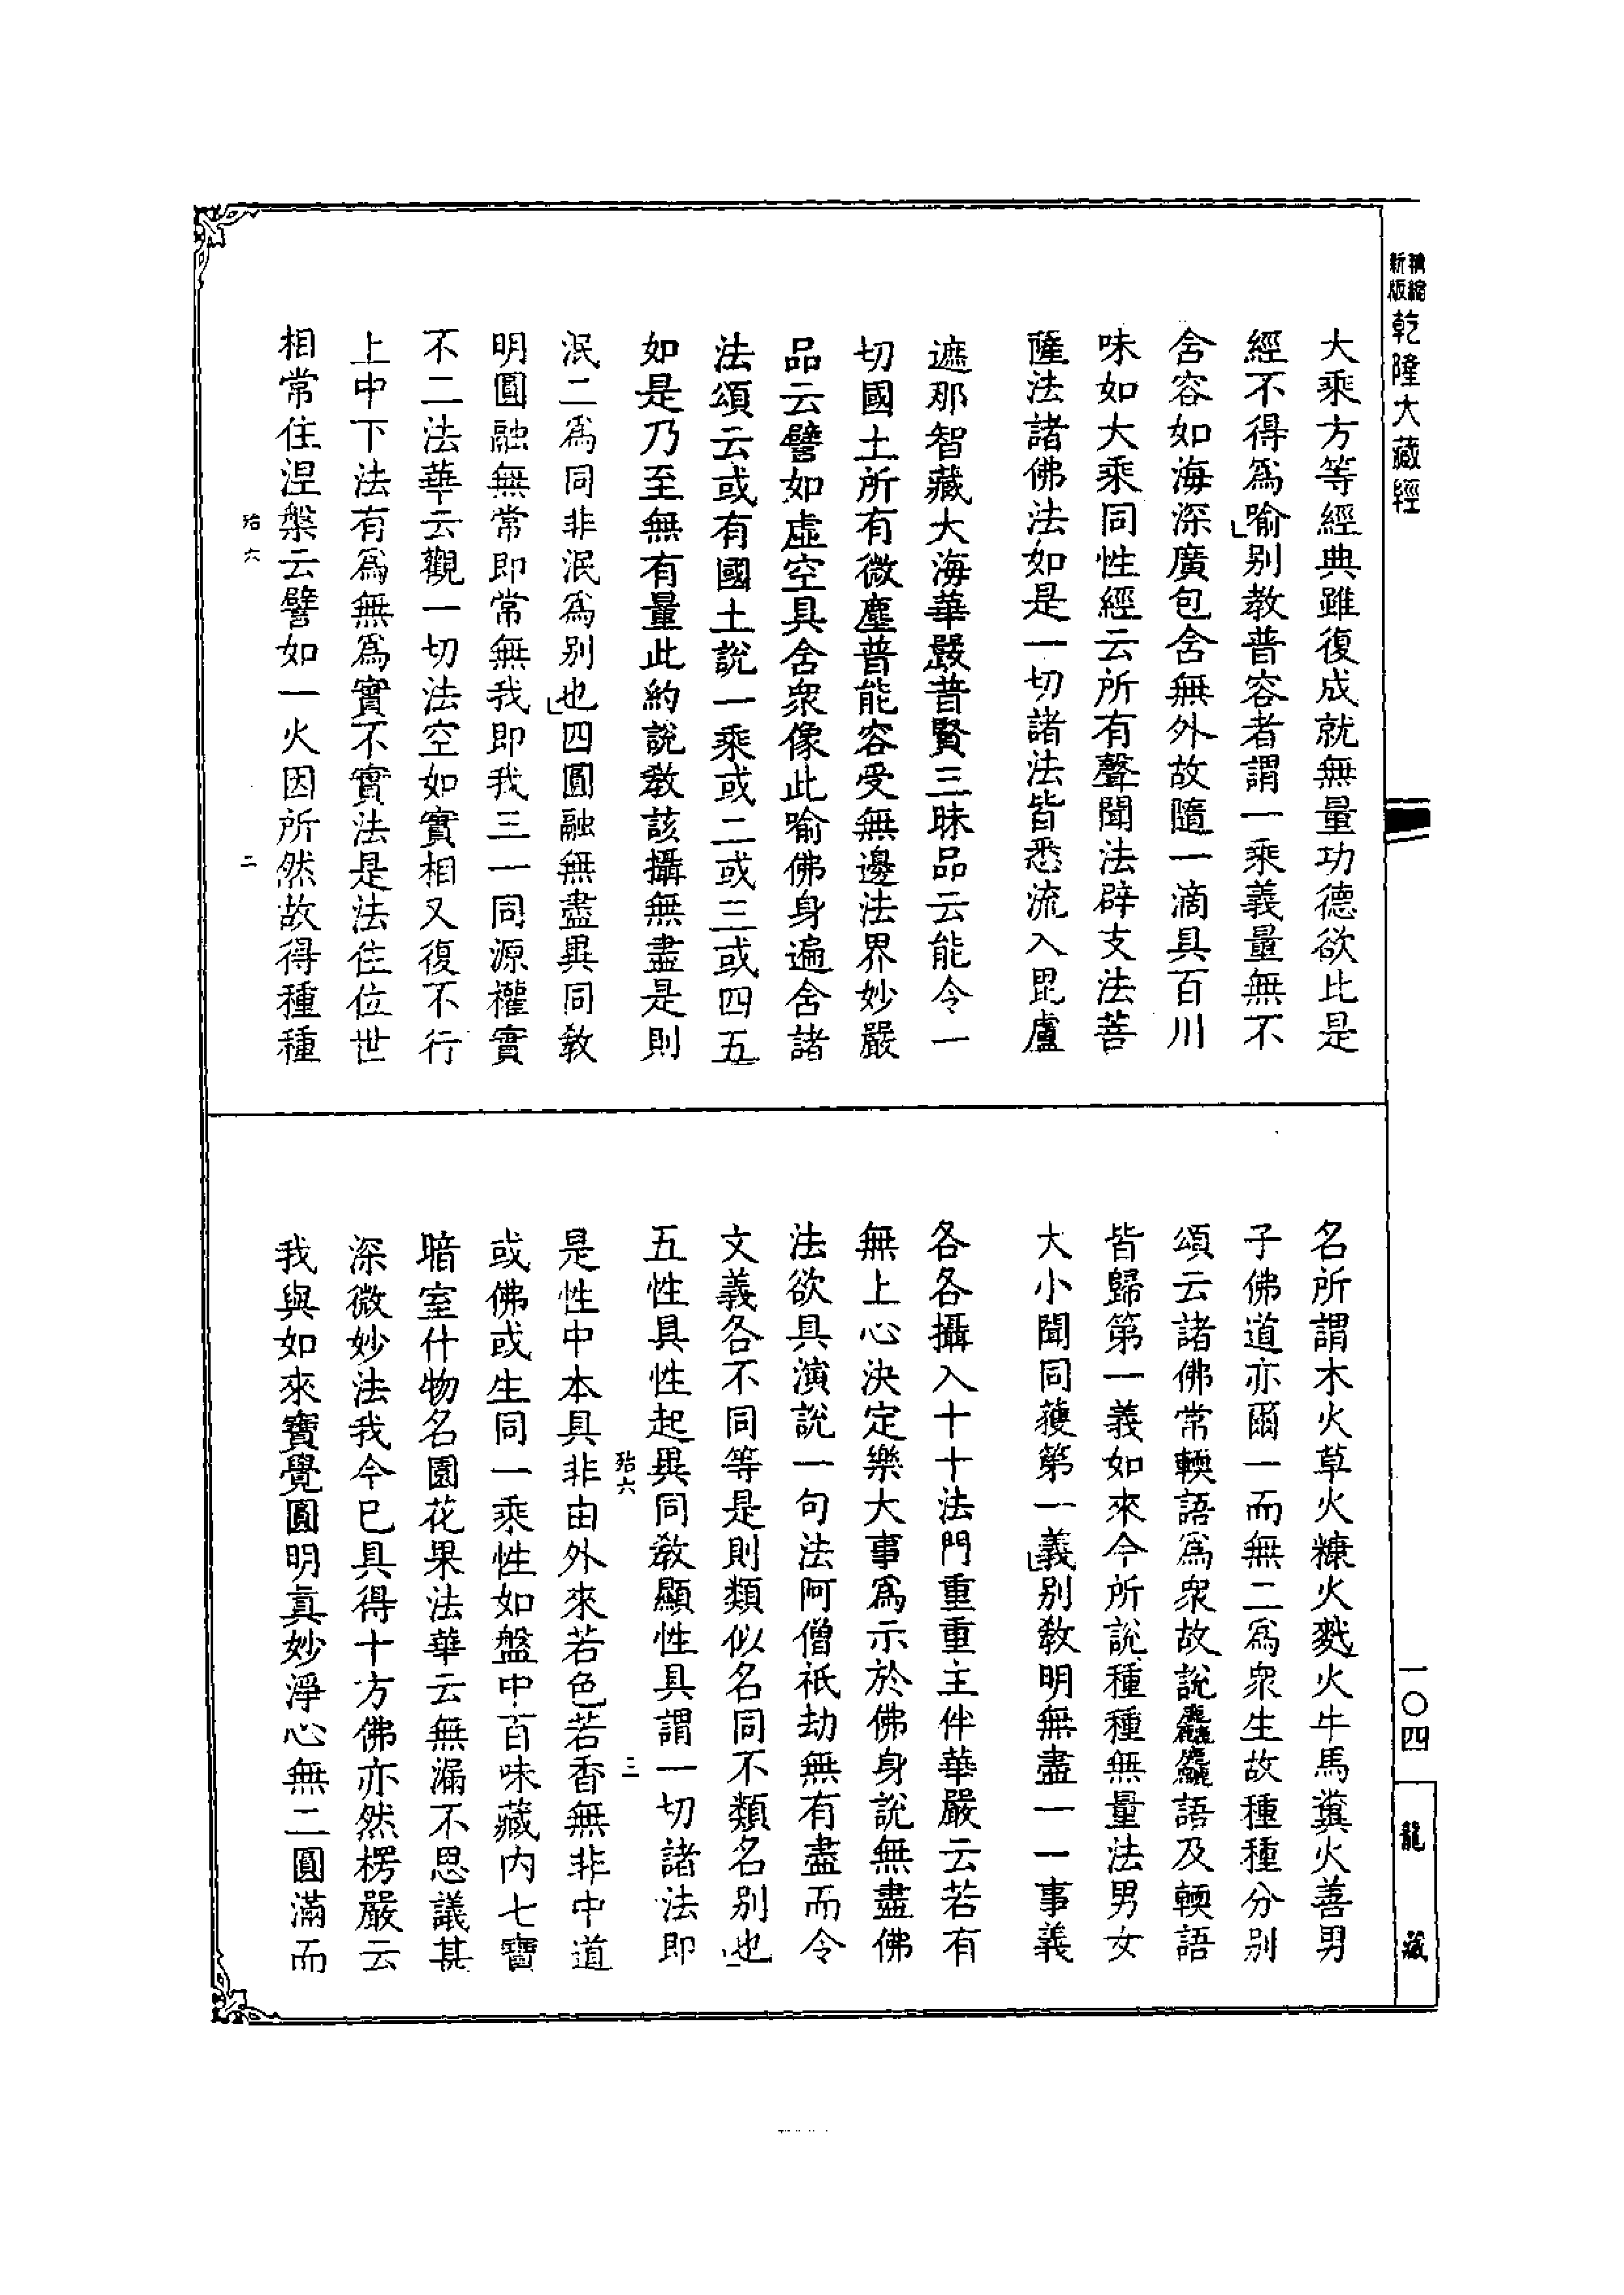 精縮新版乾隆大藏經
大乘方等經典雖復成就無量功德欲比是
經不得爲喻別教普容者謂一乘義量無不
含容如海深廣包含無外故隨一滴具百川
味如大乘同性經云所有聲聞法辟支法菩
薩法諸佛法如是一切諸法皆悉流入毘盧
遮那智藏大海華嚴普賢三昧品云能令一
切國土所有微塵普能容受無邊法界妙嚴
品云譬如虛空具含衆像此喻佛身遍含諸
法頌云或有國土說一乘或二或三或四五
如是乃至無有量此約說教該攝無盡是則
泯二爲同非泯爲別也四圓融無盡異同教
明圓融無常即常無我即我三一同源權實
不二法華云觀一切法空如實相又復不行
上中下法有爲無爲實不實法是法住位世
相常住涅槃云譬如一火因所然故得種種
殆六
二
名所謂木火草火糠火麨火牛馬糞火善男
子佛道亦爾一而無二爲衆生故種種分別
頌云諸佛常輭語爲衆故說麤麤語及輭語
皆歸第一義如來今所說種種無量法男女
大小聞同獲第一義別教明無盡一一事義
各各攝入十十法門重重主伴華嚴云若有
無上心決定樂大事爲示於佛身說無盡佛
法欲具演說一句法阿僧祇劫無有盡而令
文義各不同等是則類似名同不類名別也
五性具性起異同教顯性具謂一切諸法即
殆六
三
是性中本具非由外來若色若香無非中道
或佛或生同一乘性如盤中百味藏內七寶
暗室什物名園花果法華云無漏不思議甚
深微妙法我今已具得十方佛亦然楞嚴云
我與如來寶覺圓明眞妙淨心無二圓滿而
一〇四
龍藏